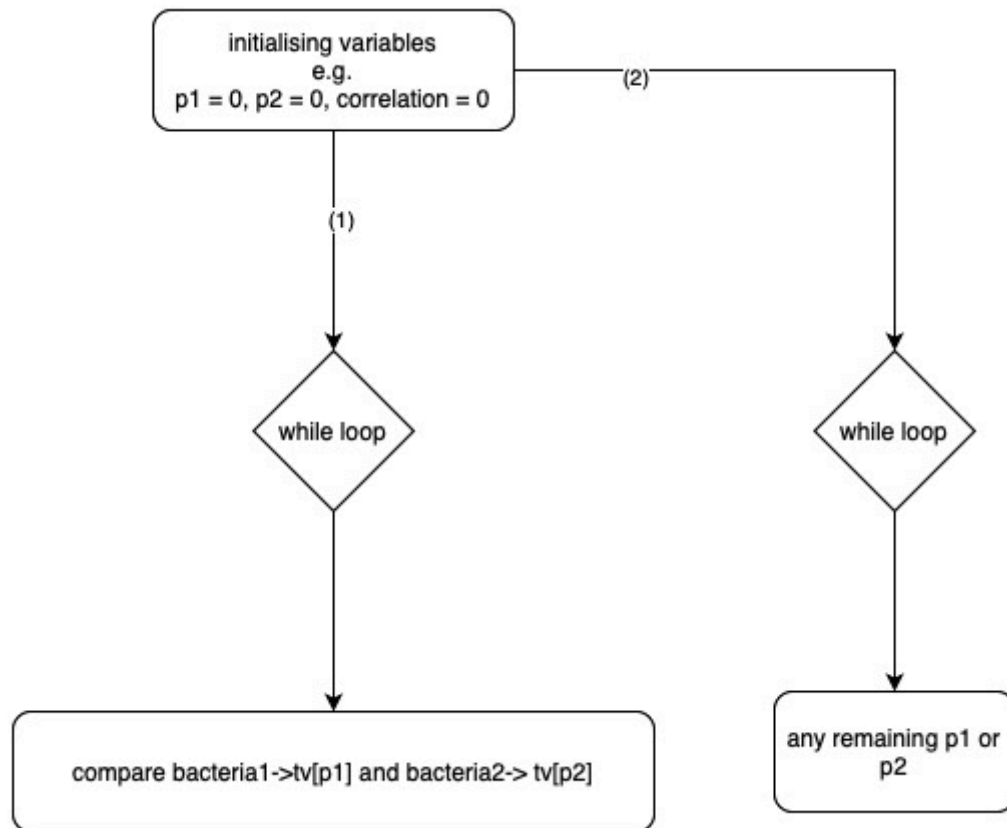 initialising variables
e.g.
p1 = 0, p2 = 0, correlation = 0
(2)
(1)
while loop
while loop
compare bacteria1->tv[p1] and bacteria2-> tv[p2]
any remaining p1 or
p2